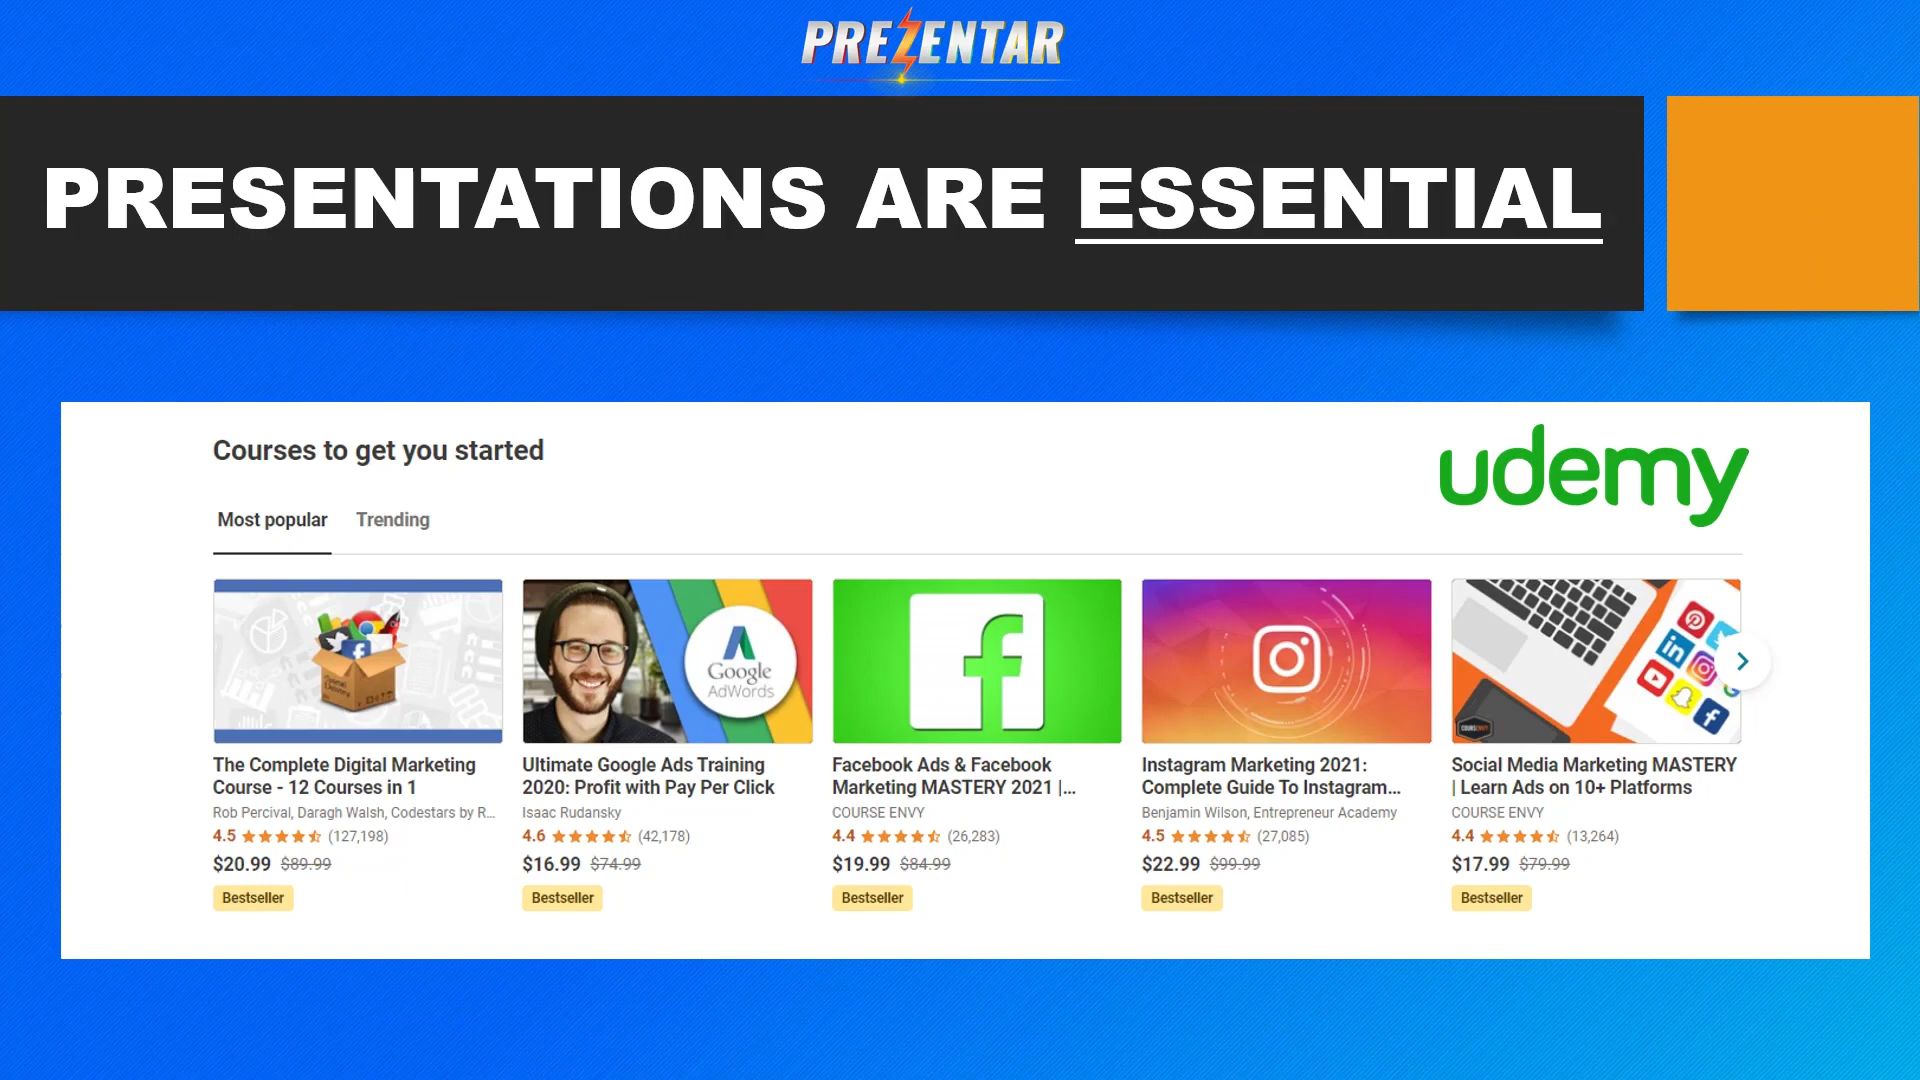 PREZENTAR
PRESENTATIONS ARE ESSENTIAL
Courses to get you started
udemy
Most popular Trending
Google
AdWords
The Complete Digital Marketing
Course - 12 Courses in 1
Rob Percival, Daragh Walsh, Codestars by R...
4.5 (127,198)
$20.99 $89.99
Bestseller
Ultimate Google Ads Training
2020: Profit with Pay Per Click
Isaac Rudansky
4.6 (42,178)
$16.99 $74.99
Bestseller
Facebook Ads & Facebook
Marketing MASTERY 2021 |...
COURSE ENVY
4.4 (26,283)
$19.99 $84.99
Bestseller
Instagram Marketing 2021:
Complete Guide To Instagram...
Benjamin Wilson, Entrepreneur Academy
4.5 (27,085)
$22.99 $99.99
Bestseller
Social Media Marketing MASTERY
| Learn Ads on 10+ Platforms
COURSE ENVY
4.4 (13,264)
$17.99 $79.99
Bestseller